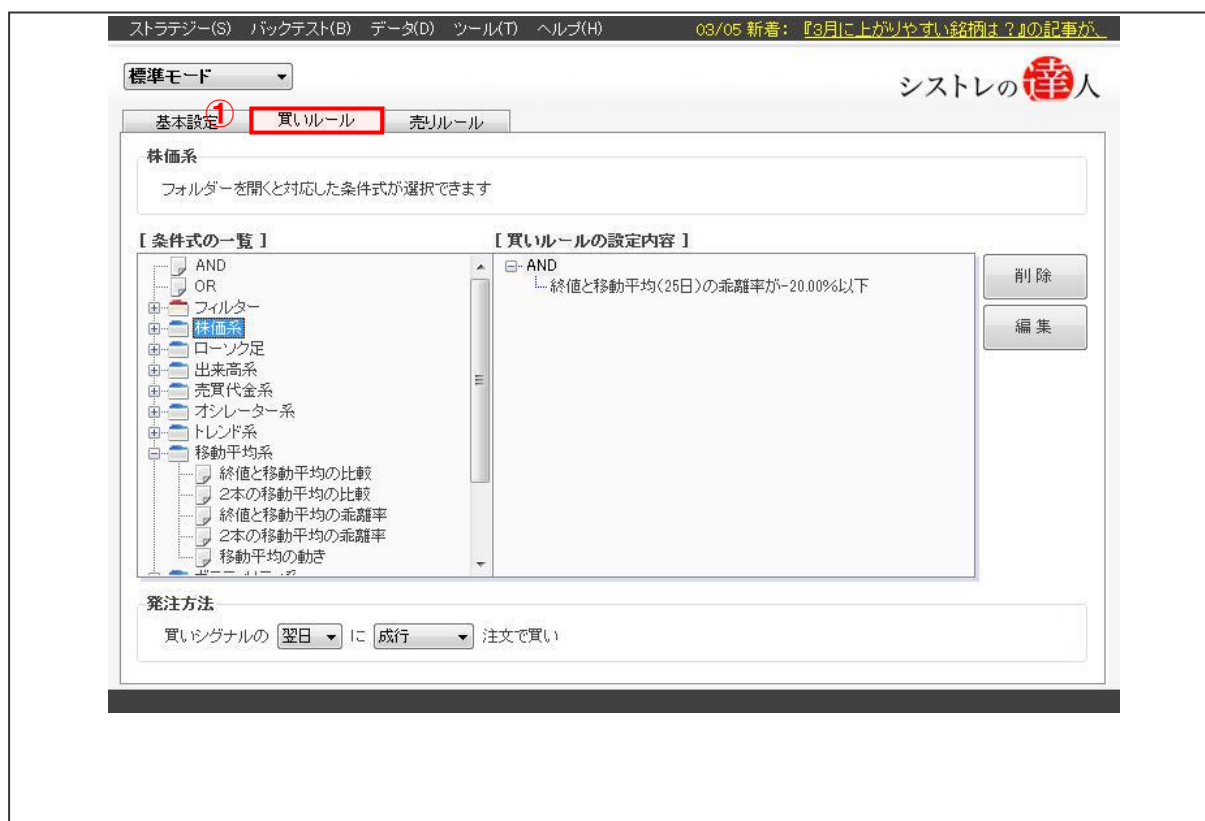 ストラテジー(S) バックテスト(B) データ(D) ツール(T) ヘルプ(H) 03/05 新着： 『3月に上がりやすい銘柄は？』の記事が、
標準モード
シストレの達人
基本設定 ① 買いルール 売りルール
株価系
フォルダーを開くと対応した条件式が選択できます
[ 条件式の一覧 ] [ 買いルールの設定内容 ]
AND
OR
フィルター
株価系
ローソク足
出来高系
売買代金系
オシレーター系
トレンド系
移動平均系
終値と移動平均の比較
2本の移動平均の比較
終値と移動平均の乖離率
2本の移動平均の乖離率
移動平均の動き
AND
終値と移動平均(25日)の乖離率が-20.00%以下
削 除
編 集
発注方法
買いシグナルの 翌日 に 成行 注文で買い